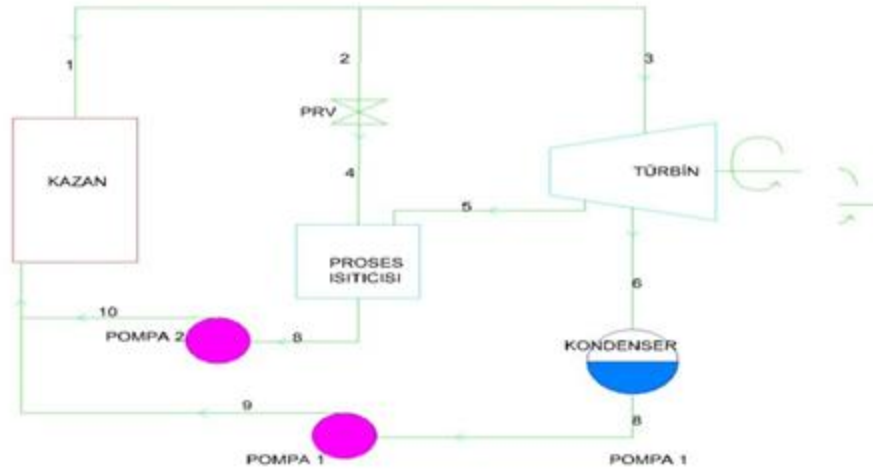 1
2
3
PRV
KAZAN
TÜRBİN
4
5
PROSES
ISITICISI
6
10
POMPA 2
8
KONDENSER
9
8
POMPA 1
POMPA 1